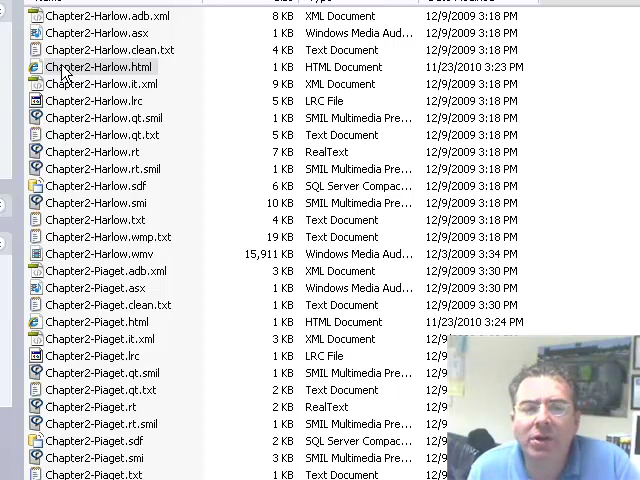 Chapter2-Harlow.adb.xml 8 KB XML Document 12/9/2009 3:18 PM
Chapter2-Harlow.asx 1 KB Windows Media Aud... 12/9/2009 3:18 PM
Chapter2-Harlow.clean.txt 4 KB Text Document 12/9/2009 3:18 PM
Chapter2-Harlow.html 1 KB HTML Document 11/23/2010 3:23 PM
Chapter2-Harlow.it.xml 9 KB XML Document 12/9/2009 3:18 PM
Chapter2-Harlow.lrc 5 KB LRC File 12/9/2009 3:18 PM
Chapter2-Harlow.qt.smil 1 KB SMIL Multimedia Pre... 12/9/2009 3:18 PM
Chapter2-Harlow.qt.txt 5 KB Text Document 12/9/2009 3:18 PM
Chapter2-Harlow.rt 7 KB RealText 12/9/2009 3:18 PM
Chapter2-Harlow.rt.smil 1 KB SMIL Multimedia Pre... 12/9/2009 3:18 PM
Chapter2-Harlow.sdf 6 KB SQL Server Compac... 12/9/2009 3:18 PM
Chapter2-Harlow.smi 10 KB SMIL Multimedia Pre... 12/9/2009 3:18 PM
Chapter2-Harlow.txt 4 KB Text Document 12/9/2009 3:18 PM
Chapter2-Harlow.wmp.txt 19 KB Text Document 12/9/2009 3:18 PM
Chapter2-Harlow.wmv 15,911 KB Windows Media Aud... 12/3/2009 3:34 PM
Chapter2-Piaget.adb.xml 3 KB XML Document 12/9/2009 3:30 PM
Chapter2-Piaget.asx 1 KB Windows Media Aud... 12/9/2009 3:30 PM
Chapter2-Piaget.clean.txt 1 KB Text Document 12/9/2009 3:30 PM
Chapter2-Piaget.html 1 KB HTML Document 11/23/2010 3:24 PM
Chapter2-Piaget.it.xml 3 KB XML Document 12/9
Chapter2-Piaget.lrc 2 KB LRC File 12/9
Chapter2-Piaget.qt.smil 1 KB SMIL Multimedia Pre... 12/9
Chapter2-Piaget.qt.txt 2 KB Text Document 12/9
Chapter2-Piaget.rt 2 KB RealText 12/9
Chapter2-Piaget.rt.smil 1 KB SMIL Multimedia Pre... 12/9
Chapter2-Piaget.sdf 2 KB SQL Server Compac... 12/9
Chapter2-Piaget.smi 3 KB SMIL Multimedia Pre... 12/9
Chapter2-Piaget.txt 1 KB Text Document 12/9